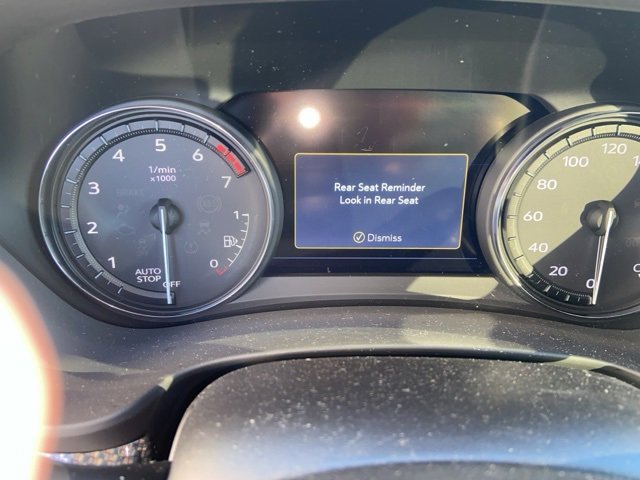 5
4
6
1/min
x1000
3
7
2
1
1
AUTO
STOP
OFF
0
Rear Seat Reminder
Look in Rear Seat
Dismiss
120
100
80
60
40
20
0